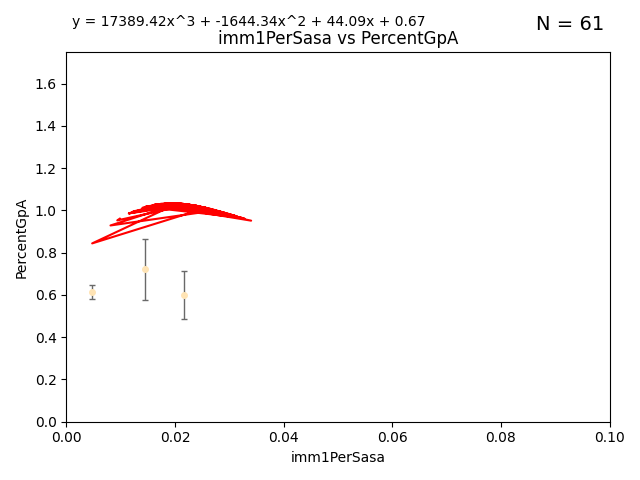 y = 17389.42x^3 + -1644.34x^2 + 44.09x + 0.67
N = 61
imm1PerSasa vs PercentGpA
1.6
1.4
1.2
1.0
0.8
0.6
0.4
0.2
0.0
PercentGpA
0.00 0.02 0.04 0.06 0.08 0.10
imm1PerSasa